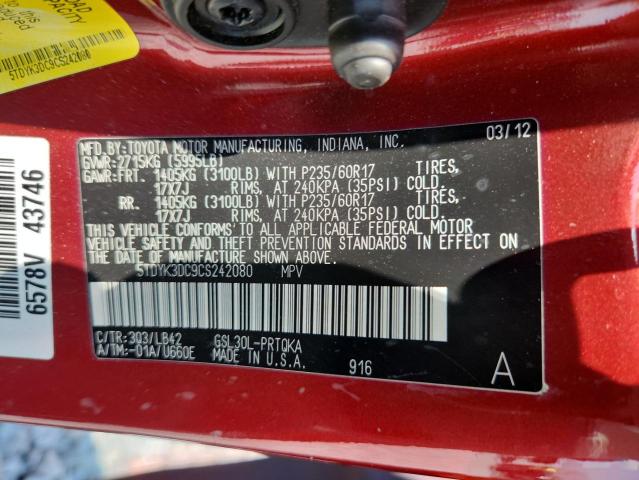 OAD
PACITY
5TDYK3DC9CS242080
6578V 43746
MFD. BY: TOYOTA MOTOR MANUFACTURING, INDIANA, INC. 03/12
GVWR: 2715KG (5995LB)
GAWR: FRT. 1405KG (3100LB) WITH P235/60R17 TIRES,
17X7J RIMS, AT 240KPA (35PSI) COLD.
RR. 1405KG (3100LB) WITH P235/60R17 TIRES,
17X7J RIMS, AT 240KPA (35PSI) COLD.
THIS VEHICLE CONFORMS TO ALL APPLICABLE FEDERAL MOTOR
VEHICLE SAFETY AND THEFT PREVENTION STANDARDS IN EFFECT
ON THE DATE OF MANUFACTURE SHOWN ABOVE.
5TDYK3DC9CS242080 MPV
C/TR: 303/LB42 GSL30L-PRTQKA
A/TM: -01A/U660E MADE IN U.S.A.
916 A